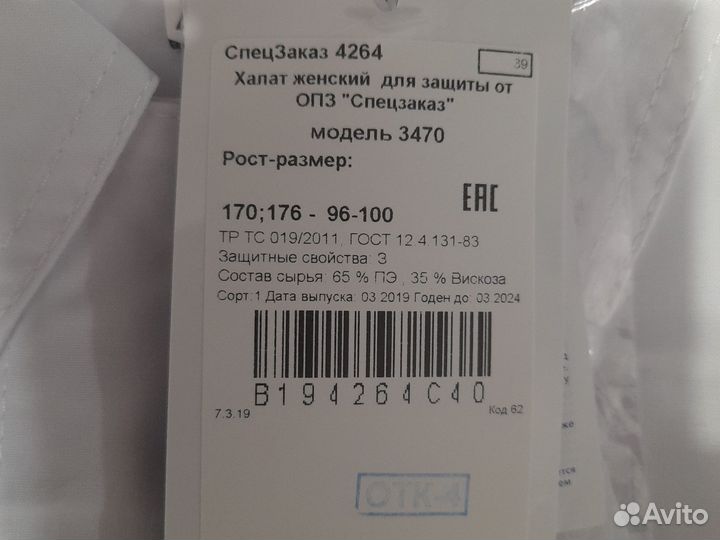 СпецЗаказ 4264
39
Халат женский для защиты от
ОПЗ "Спецзаказ"
модель 3470
Рост-размер:
ЕАС
170;176 - 96-100
ТР ТС 019/2011, ГОСТ 12.4.131-83
Защитные свойства: З
Состав сырья: 65 % ПЭ , 35 % Вискоза
Сорт:1 Дата выпуска: 03 2019 Годен до: 03 2024
B194264C40
7.3.19
Код 62
ОТК-4
Avito